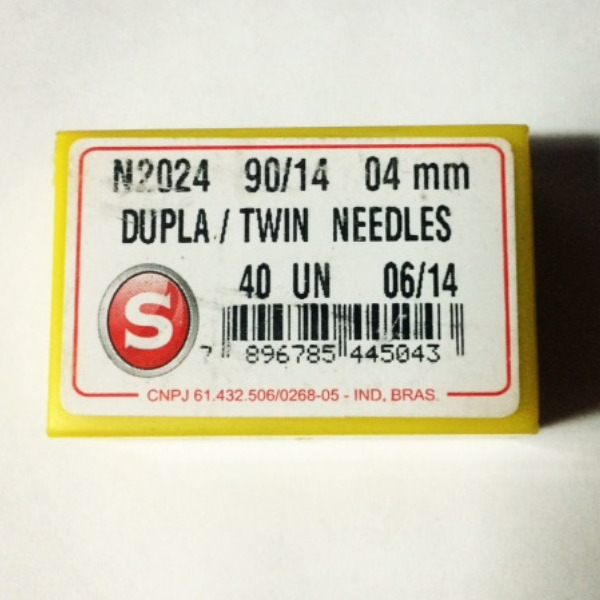 N2024 90/14 04 mm
DUPLA / TWIN NEEDLES
40 UN 06/14
S
7 896785 445043
CNPJ 61.432.506/0268-05 - IND. BRAS.